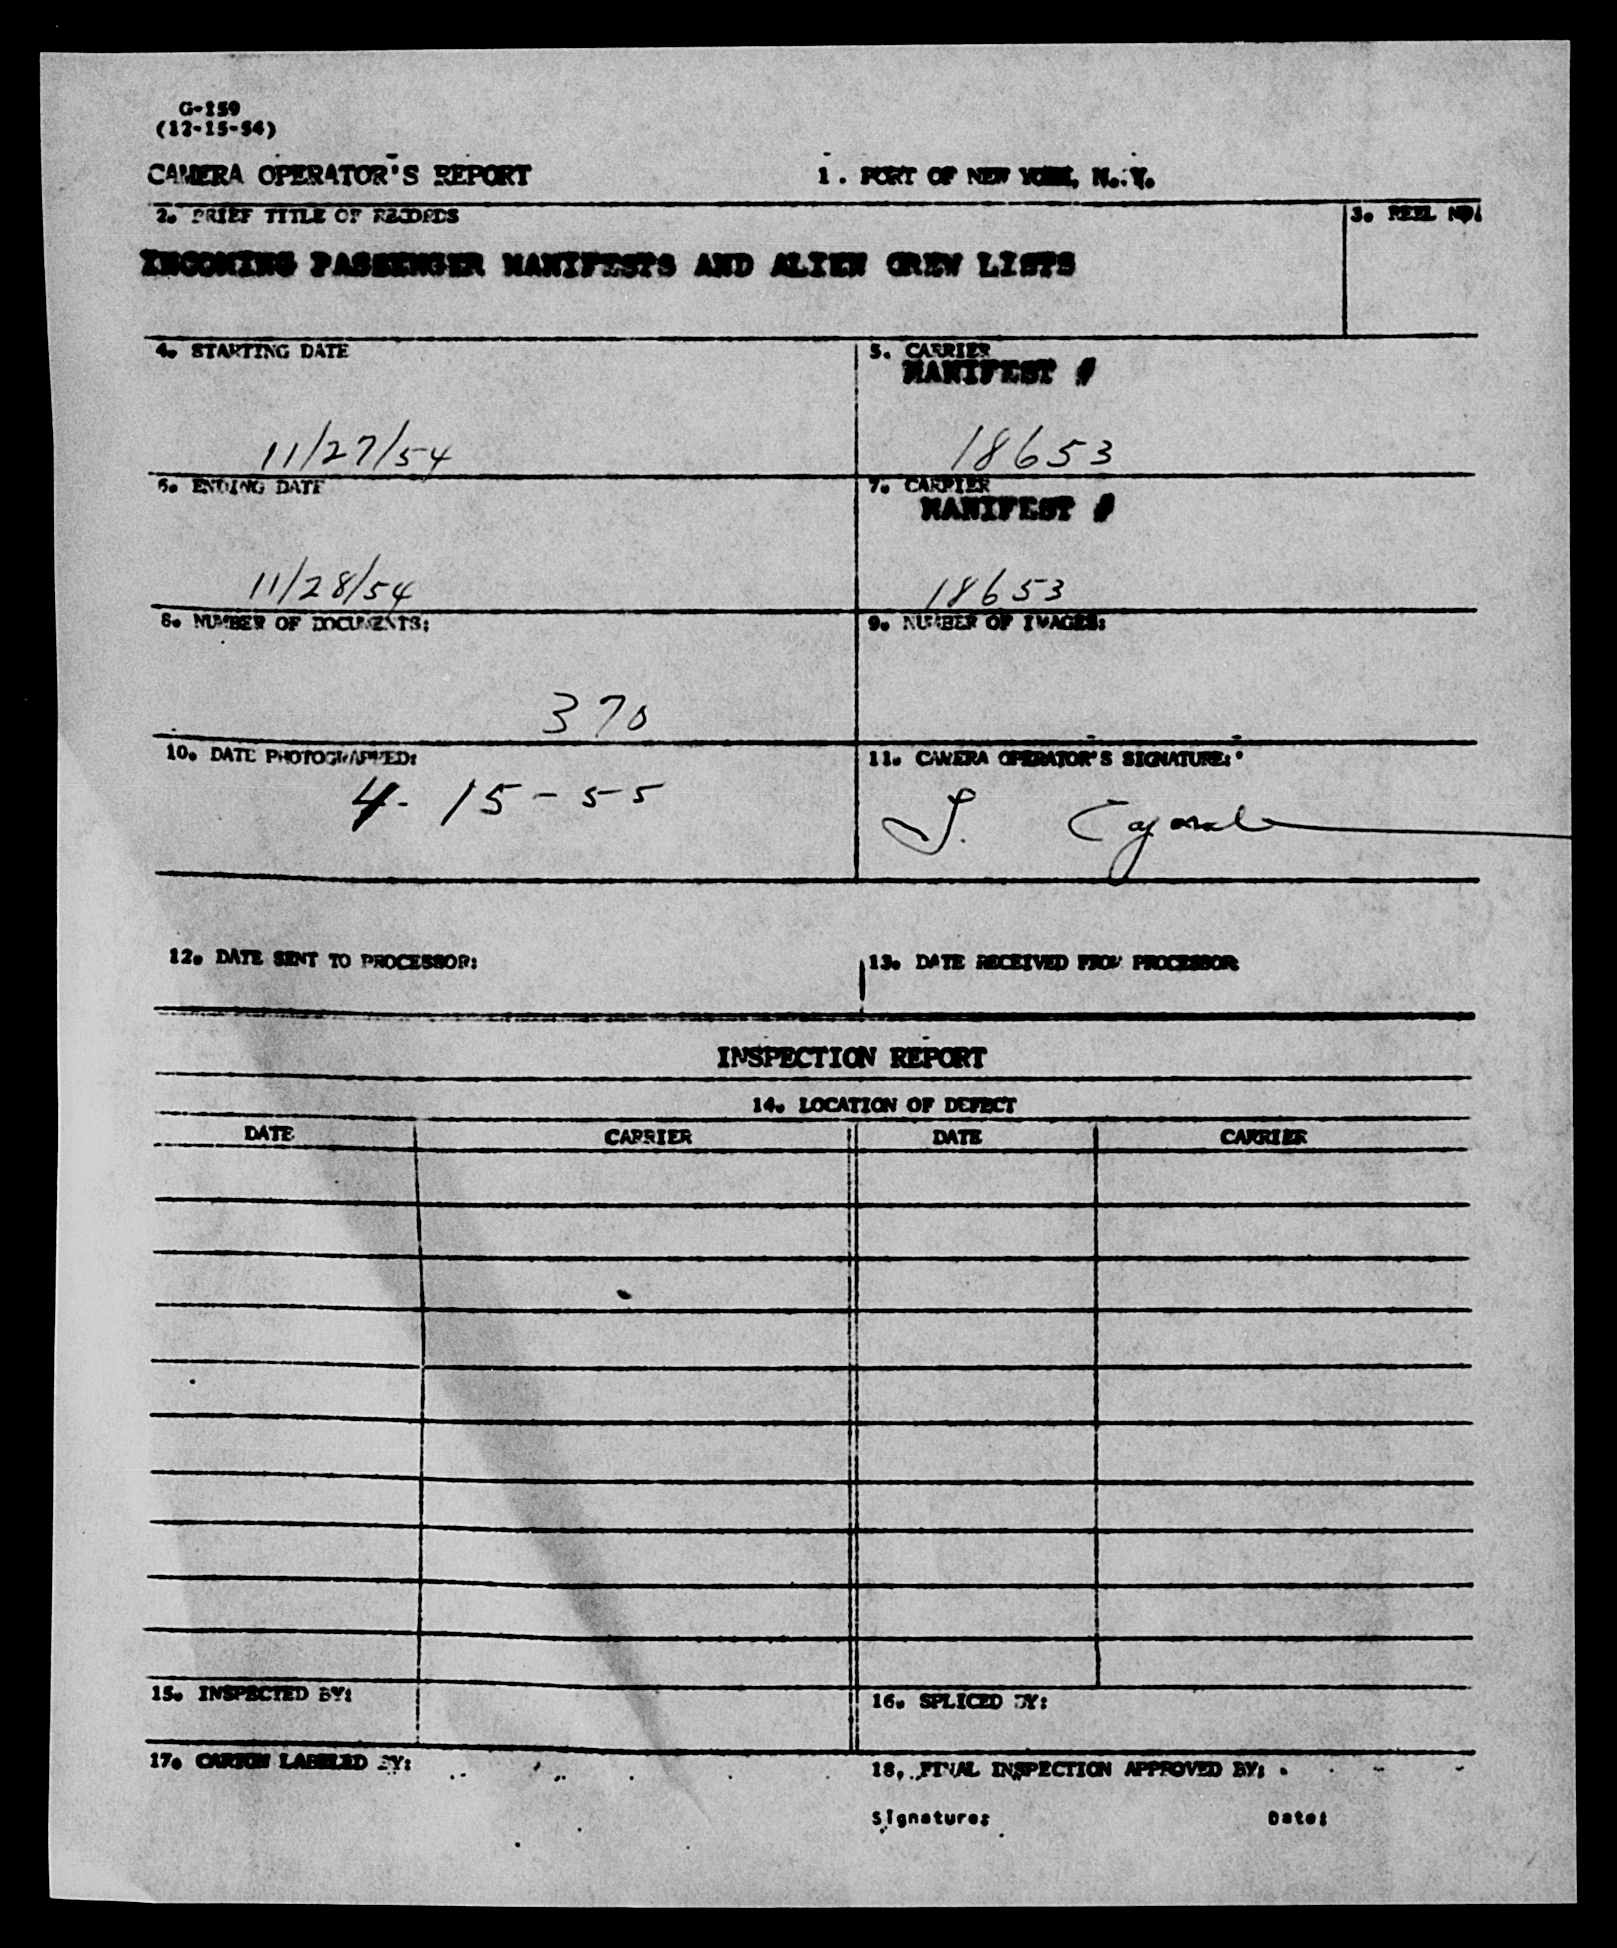 G-159
(12-15-54)
CAMERA OPERATOR'S REPORT 1. PORT OF NEW YORK, N. Y.
2. BRIEF TITLE OF RECORDS 3. REEL NO.
INCOMING PASSENGER MANIFESTS AND ALIEN CREW LISTS
4. STARTING DATE 5. CARRIER
MANIFEST #
11/27/54 18653
6. ENDING DATE 7. CARRIER
MANIFEST #
11/28/54 18653
8. NUMBER OF DOCUMENTS: 9. NUMBER OF IMAGES:
370
10. DATE PHOTOGRAPHED: 11. CAMERA OPERATOR'S SIGNATURE:
4-15-55
12. DATE SENT TO PROCESSOR: 13. DATE RECEIVED FROM PROCESSOR
INSPECTION REPORT
14. LOCATION OF DEFECT
DATE CARRIER DATE CARRIER
15. INSPECTED BY: 16. SPLICED BY:
17. CARTON LABELED BY: 18. FINAL INSPECTION APPROVED BY:
Signature: Date: